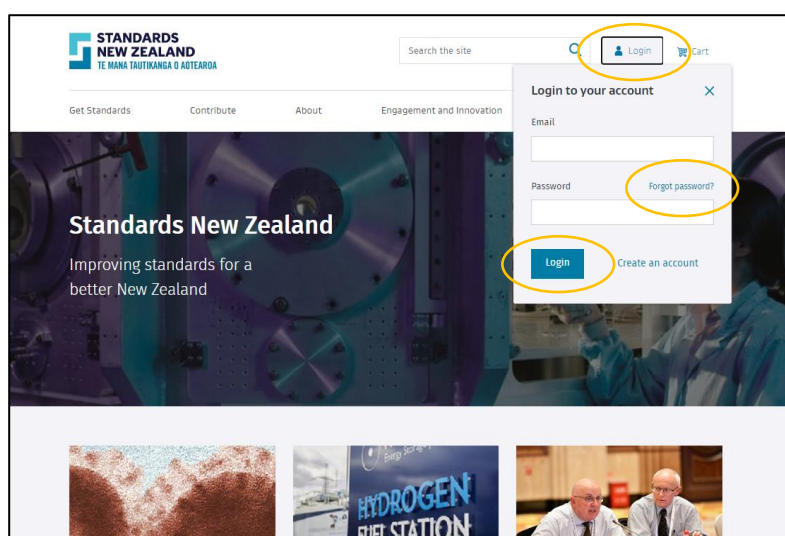 STANDARDS
NEW ZEALAND
TE MANA TAUTIKANGA O AOTEAROA
Search the site
Login
Cart
Get Standards
Contribute
About
Engagement and Innovation
Login to your account
Email
Password
Forgot password?
Login
Create an account
Standards New Zealand
Improving standards for a
better New Zealand
Energy Storage
HYDROGEN
FUEL STATION